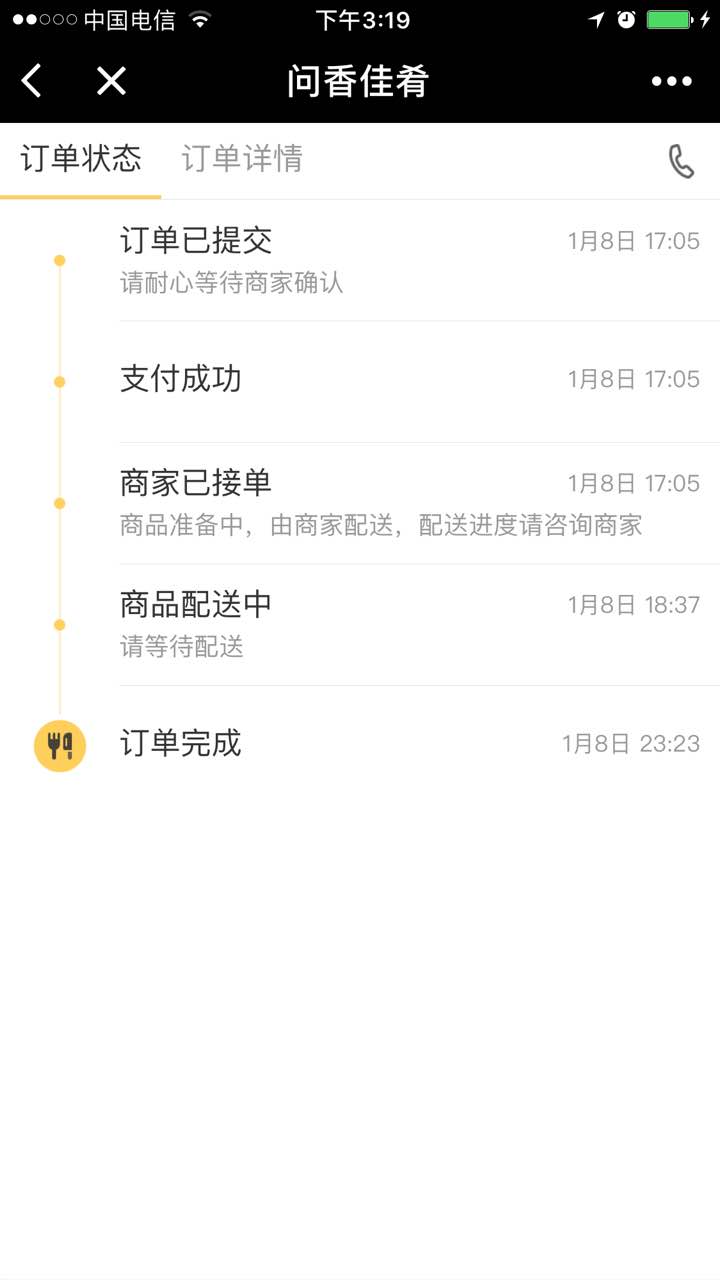 中国电信
下午3:19
问香佳肴
订单状态
订单详情
订单已提交
1月8日 17:05
请耐心等待商家确认
支付成功
1月8日 17:05
商家已接单
1月8日 17:05
商品准备中，由商家配送，配送进度请咨询商家
商品配送中
1月8日 18:37
请等待配送
订单完成
1月8日 23:23